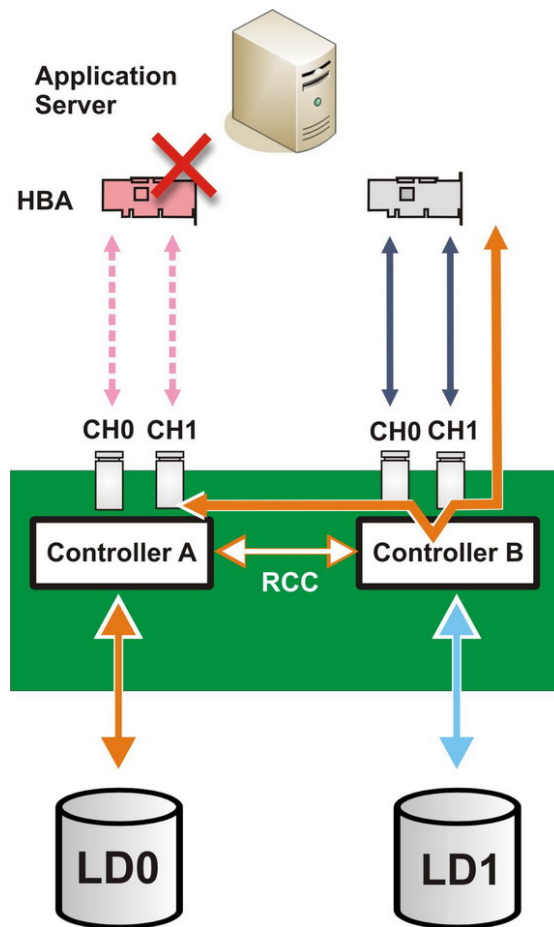 Application
Server
HBA
CH0 CH1
CH0 CH1
Controller A
Controller B
RCC
LD0
LD1